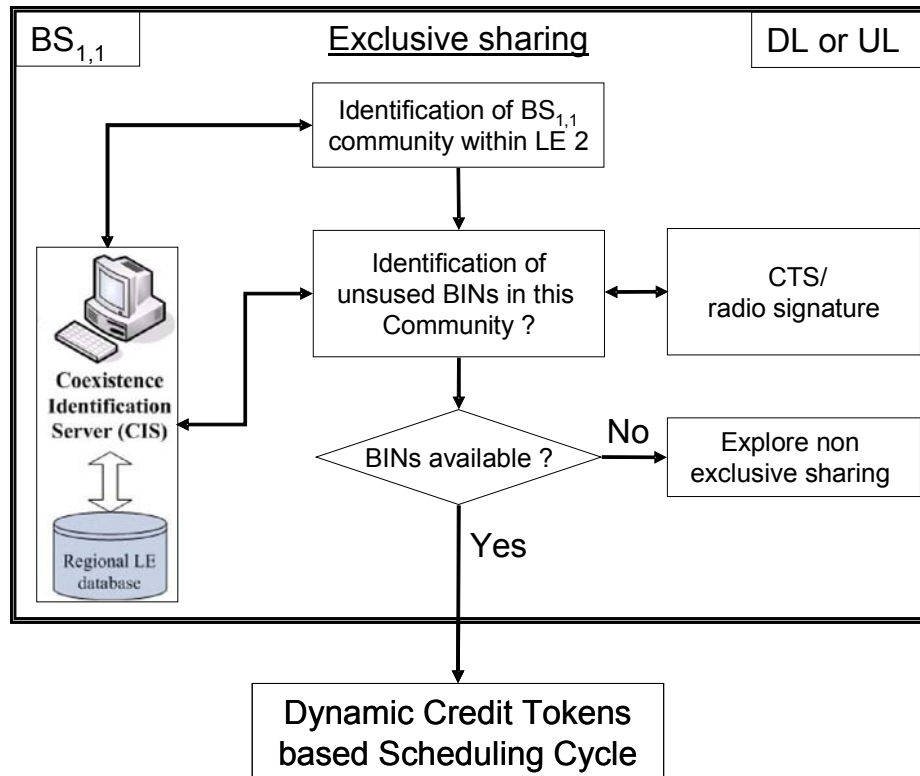 BS1,1
Exclusive sharing
DL or UL
Identification of BS1,1
community within LE 2
Identification of
unsused BINs in this
Community ?
CTS/
radio signature
Coexistence
Identification
Server (CIS)
Regional LE
database
BINs available ?
No
Explore non
exclusive sharing
Yes
Dynamic Credit Tokens
based Scheduling Cycle